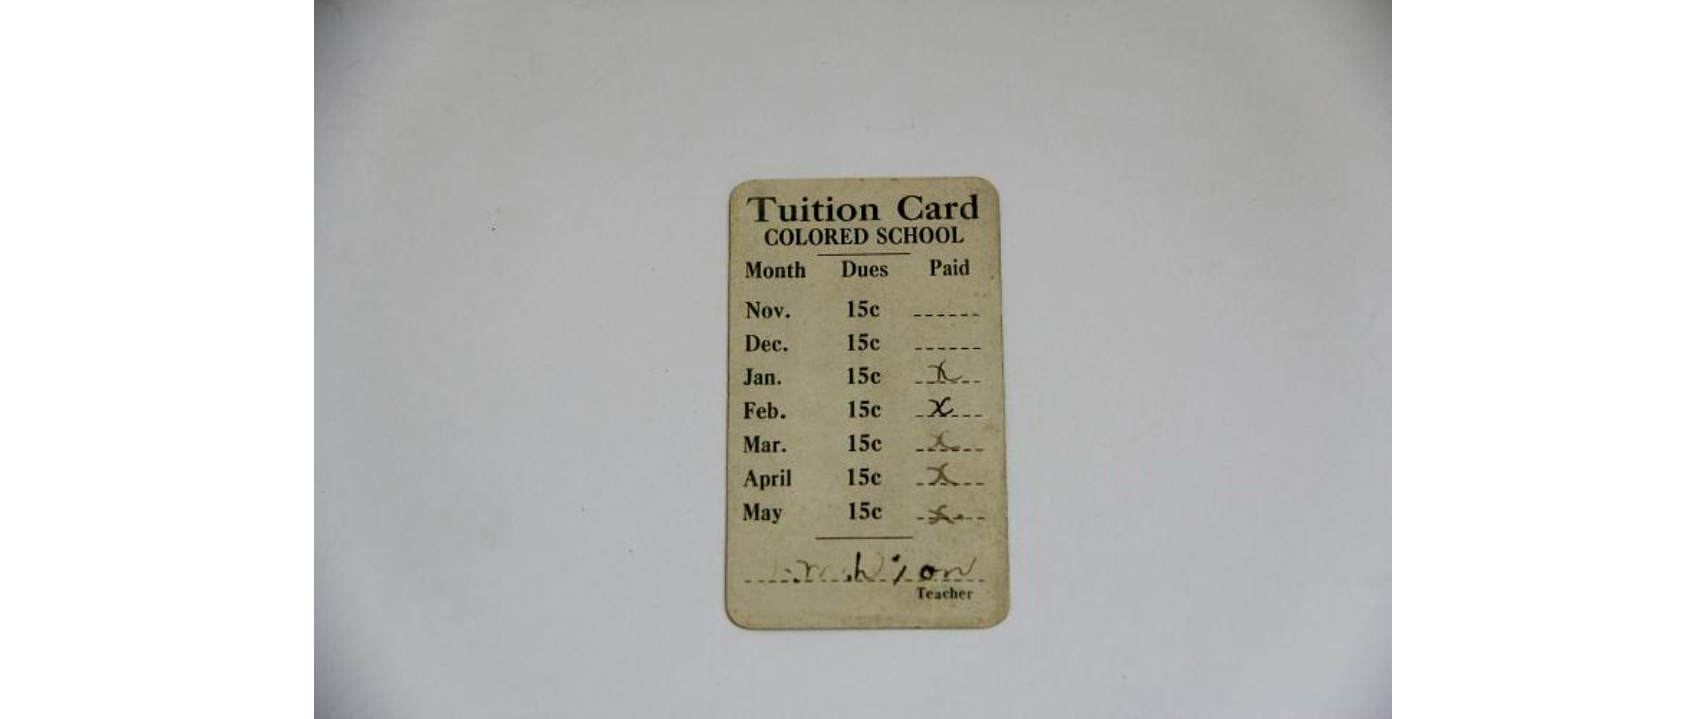 Tuition Card
COLORED SCHOOL
Month Dues Paid
Nov. 15c
Dec. 15c
Jan. 15c x
Feb. 15c x
Mar. 15c x
April 15c x
May 15c x
Teacher